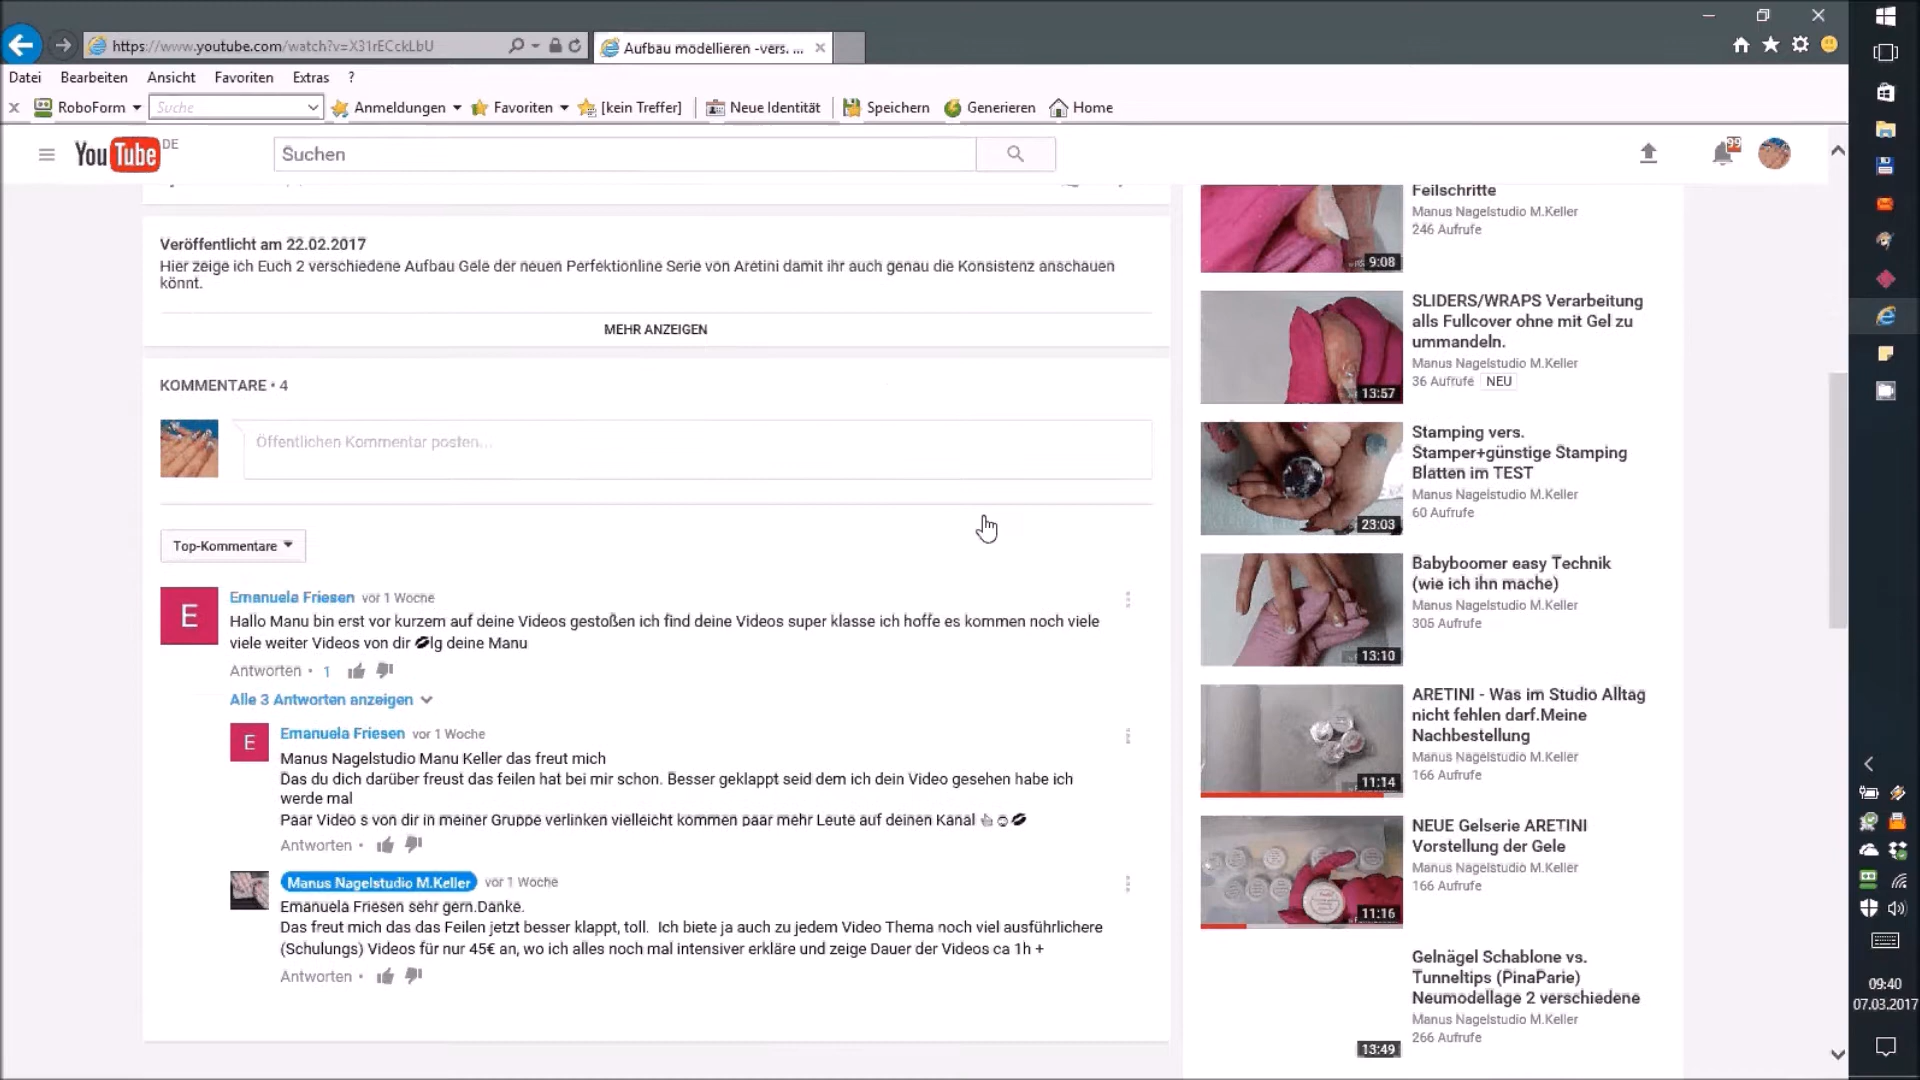 https://www.youtube.com/watch?v=X31rECckLbU
Aufbau modellieren -vers. ...
Datei Bearbeiten Ansicht Favoriten Extras ?
RoboForm Suche Anmeldungen Favoriten [kein Treffer] Neue Identität Speichern Generieren Home
YouTube DE
Suchen
99
Veröffentlicht am 22.02.2017
Hier zeige ich Euch 2 verschiedene Aufbau Gele der neuen Perfektionline Serie von Aretini damit ihr auch genau die Konsistenz anschauen
könnt.
MEHR ANZEIGEN
KOMMENTARE • 4
Öffentlichen Kommentar posten...
Top-Kommentare
E
Emanuela Friesen vor 1 Woche
Hallo Manu bin erst vor kurzem auf deine Videos gestoßen ich find deine Videos super klasse ich hoffe es kommen noch viele
viele weiter Videos von dir 💋lg deine Manu
Antworten • 1
Alle 3 Antworten anzeigen
E
Emanuela Friesen vor 1 Woche
Manus Nagelstudio Manu Keller das freut mich
Das du dich darüber freust das feilen hat bei mir schon. Besser geklappt seid dem ich dein Video gesehen habe ich
werde mal
Paar Video s von dir in meiner Gruppe verlinken vielleicht kommen paar mehr Leute auf deinen Kanal
Antworten •
Manus Nagelstudio M.Keller vor 1 Woche
Emanuela Friesen sehr gern.Danke.
Das freut mich das das Feilen jetzt besser klappt, toll. Ich biete ja auch zu jedem Video Thema noch viel ausführlichere
(Schulungs) Videos für nur 45€ an, wo ich alles noch mal intensiver erkläre und zeige Dauer der Videos ca 1h +
Antworten •
Feilschritte
Manus Nagelstudio M.Keller
246 Aufrufe
9:08
SLIDERS/WRAPS Verarbeitung
alls Fullcover ohne mit Gel zu
ummandeln.
Manus Nagelstudio M.Keller
36 Aufrufe NEU
13:57
Stamping vers.
Stamper+günstige Stamping
Blatten im TEST
Manus Nagelstudio M.Keller
60 Aufrufe
23:03
Babyboomer easy Technik
(wie ich ihn mache)
Manus Nagelstudio M.Keller
305 Aufrufe
13:10
ARETINI - Was im Studio Alltag
nicht fehlen darf.Meine
Nachbestellung
Manus Nagelstudio M.Keller
166 Aufrufe
11:14
NEUE Gelserie ARETINI
Vorstellung der Gele
Manus Nagelstudio M.Keller
166 Aufrufe
11:16
Gelnägel Schablone vs.
Tunneltips (PinaParie)
Neumodellage 2 verschiedene
Manus Nagelstudio M.Keller
266 Aufrufe
13:49
09:40
07.03.2017